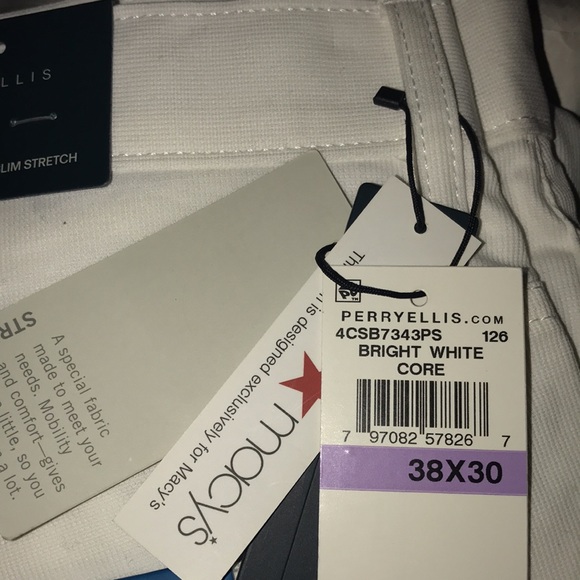 LLIS
LIM STRETCH
STR
A special fabric
made to meet your
needs. Mobility
and comfort—gives
little, so you
a lot.
is designed exclusively for Macy's
macy's
PERRYELLIS.COM
4CSB7343PS 126
BRIGHT WHITE
CORE
7 97082 57826 7
38X30